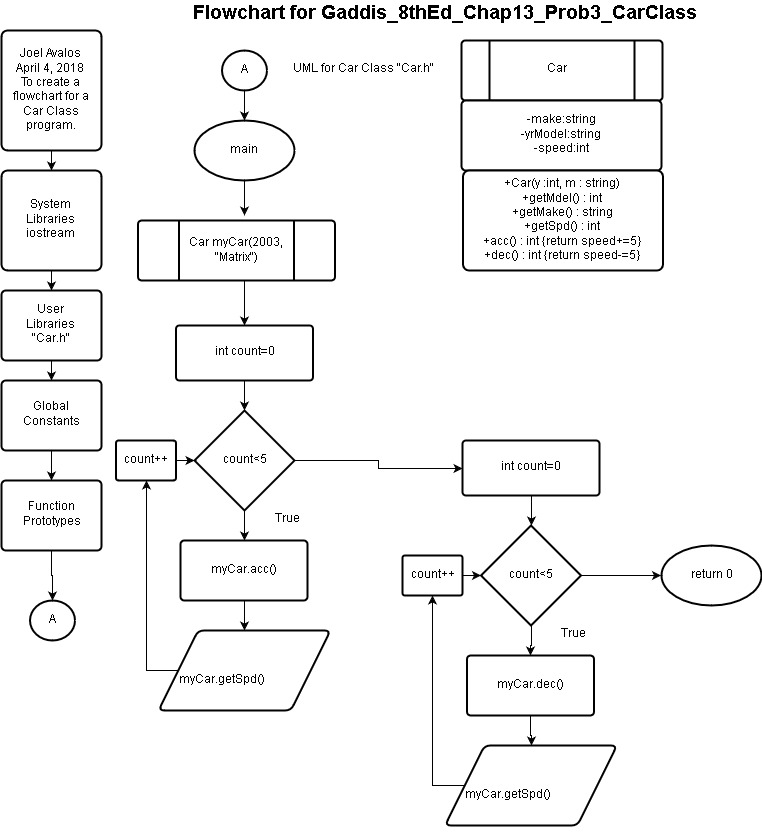 Flowchart for Gaddis_8thEd_Chap13_Prob3_CarClass
Joel Avalos
April 4, 2018
To create a
flowchart for a
Car Class
program.
System
Libraries
iostream
User
Libraries
"Car.h"
Global
Constants
Function
Prototypes
A
A
main
Car myCar(2003,
"Matrix")
int count=0
count<5
count++
True
myCar.acc()
myCar.getSpd()
UML for Car Class "Car.h"
Car
-make:string
-yrModel:string
-speed:int
+Car(y :int, m : string)
+getMdel() : int
+getMake() : string
+getSpd() : int
+acc() : int {return speed+=5}
+dec() : int {return speed-=5}
int count=0
count<5
count++
return 0
True
myCar.dec()
myCar.getSpd()